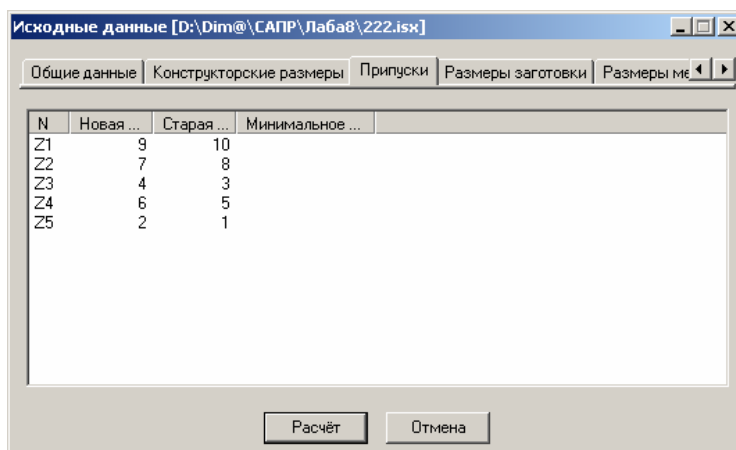 Исходные данные [D:\Dim@\САПР\Лаба8\222.isx]
Общие данные Конструкторские размеры Припуски Размеры заготовки Размеры ме
N Новая ... Старая ... Минимальное ...
Z1 9 10
Z2 7 8
Z3 4 3
Z4 6 5
Z5 2 1
Расчёт Отмена